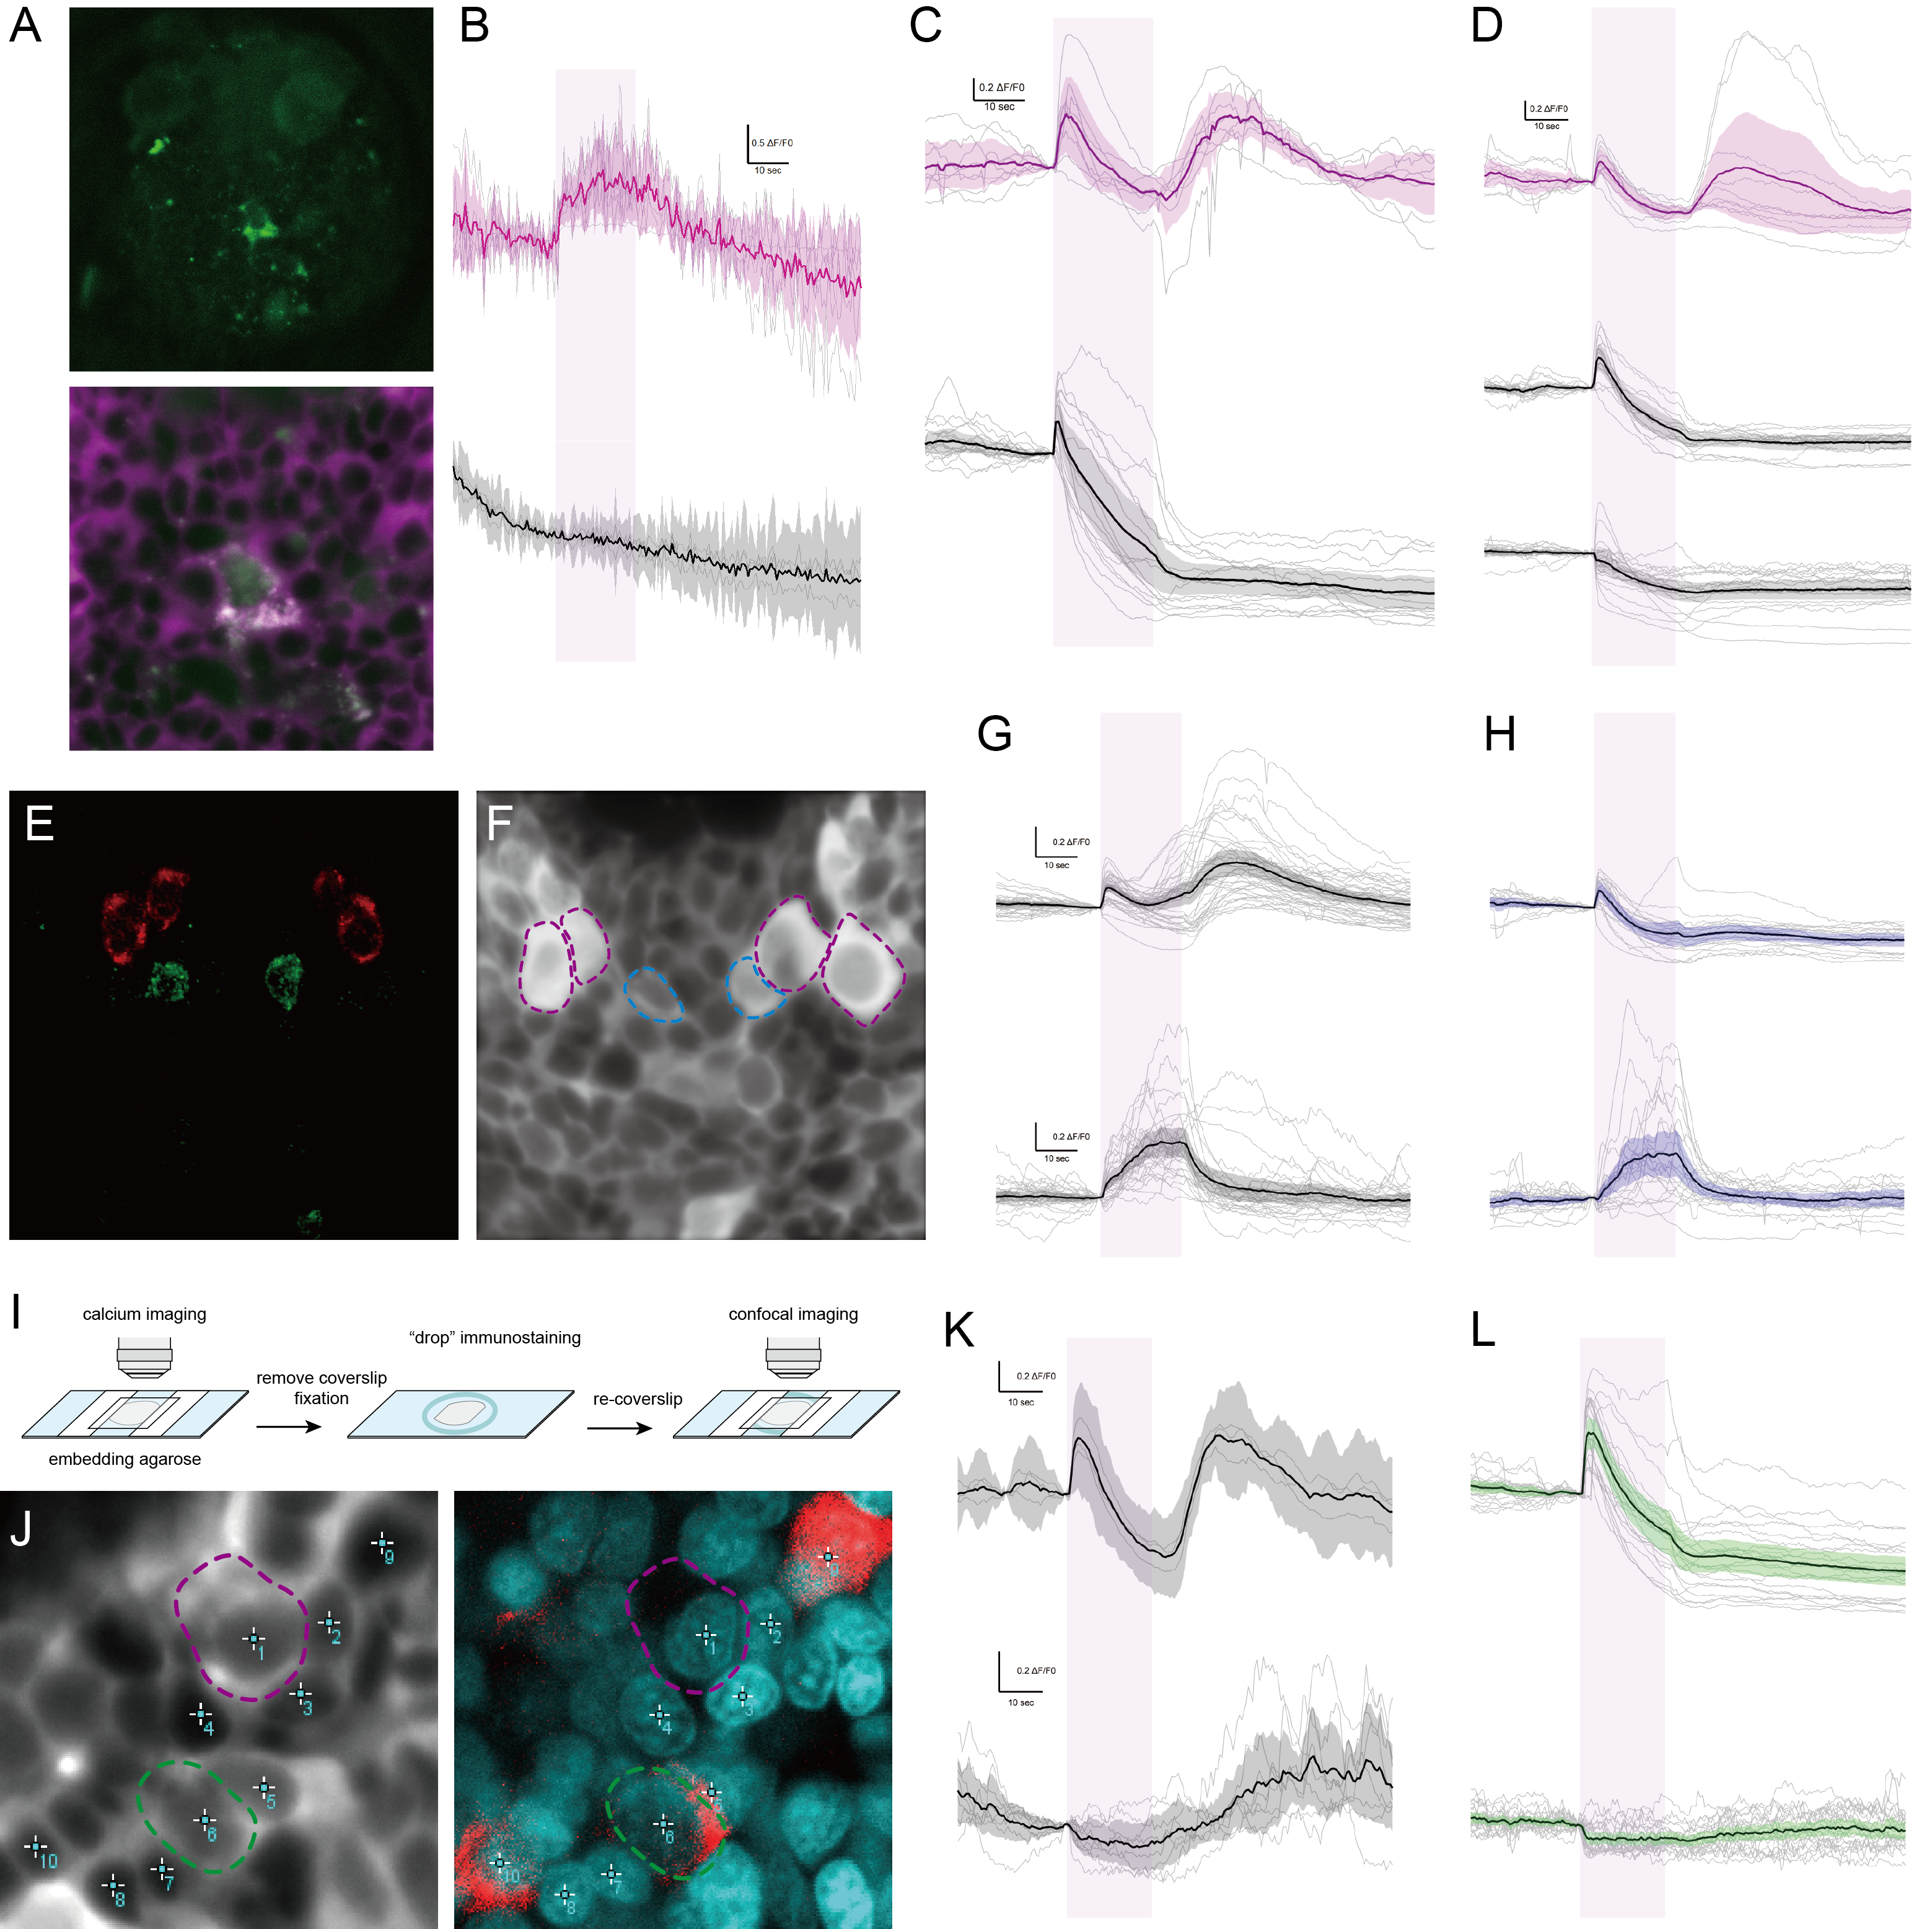 A
B
C
D
0.5 ΔF/F0
10 sec
0.2 ΔF/F0
10 sec
0.2 ΔF/F0
10 sec
E
F
G
H
0.2 ΔF/F0
10 sec
0.2 ΔF/F0
10 sec
I
calcium imaging
remove coverslip
fixation
“drop” immunostaining
re-coverslip
confocal imaging
embedding agarose
J
9
2
1
3
4
5
6
10
7
8
9
2
1
3
4
5
6
10
7
8
K
L
0.2 ΔF/F0
10 sec
0.2 ΔF/F0
10 sec